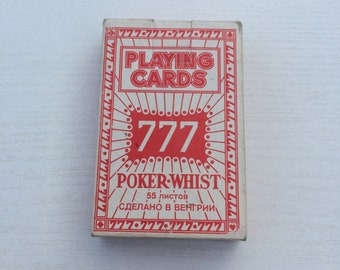 PLAYING
CARDS
777
POKER-WHIST
55 ЛИСТОВ
СДЕЛАНО В ВЕНГРИИ